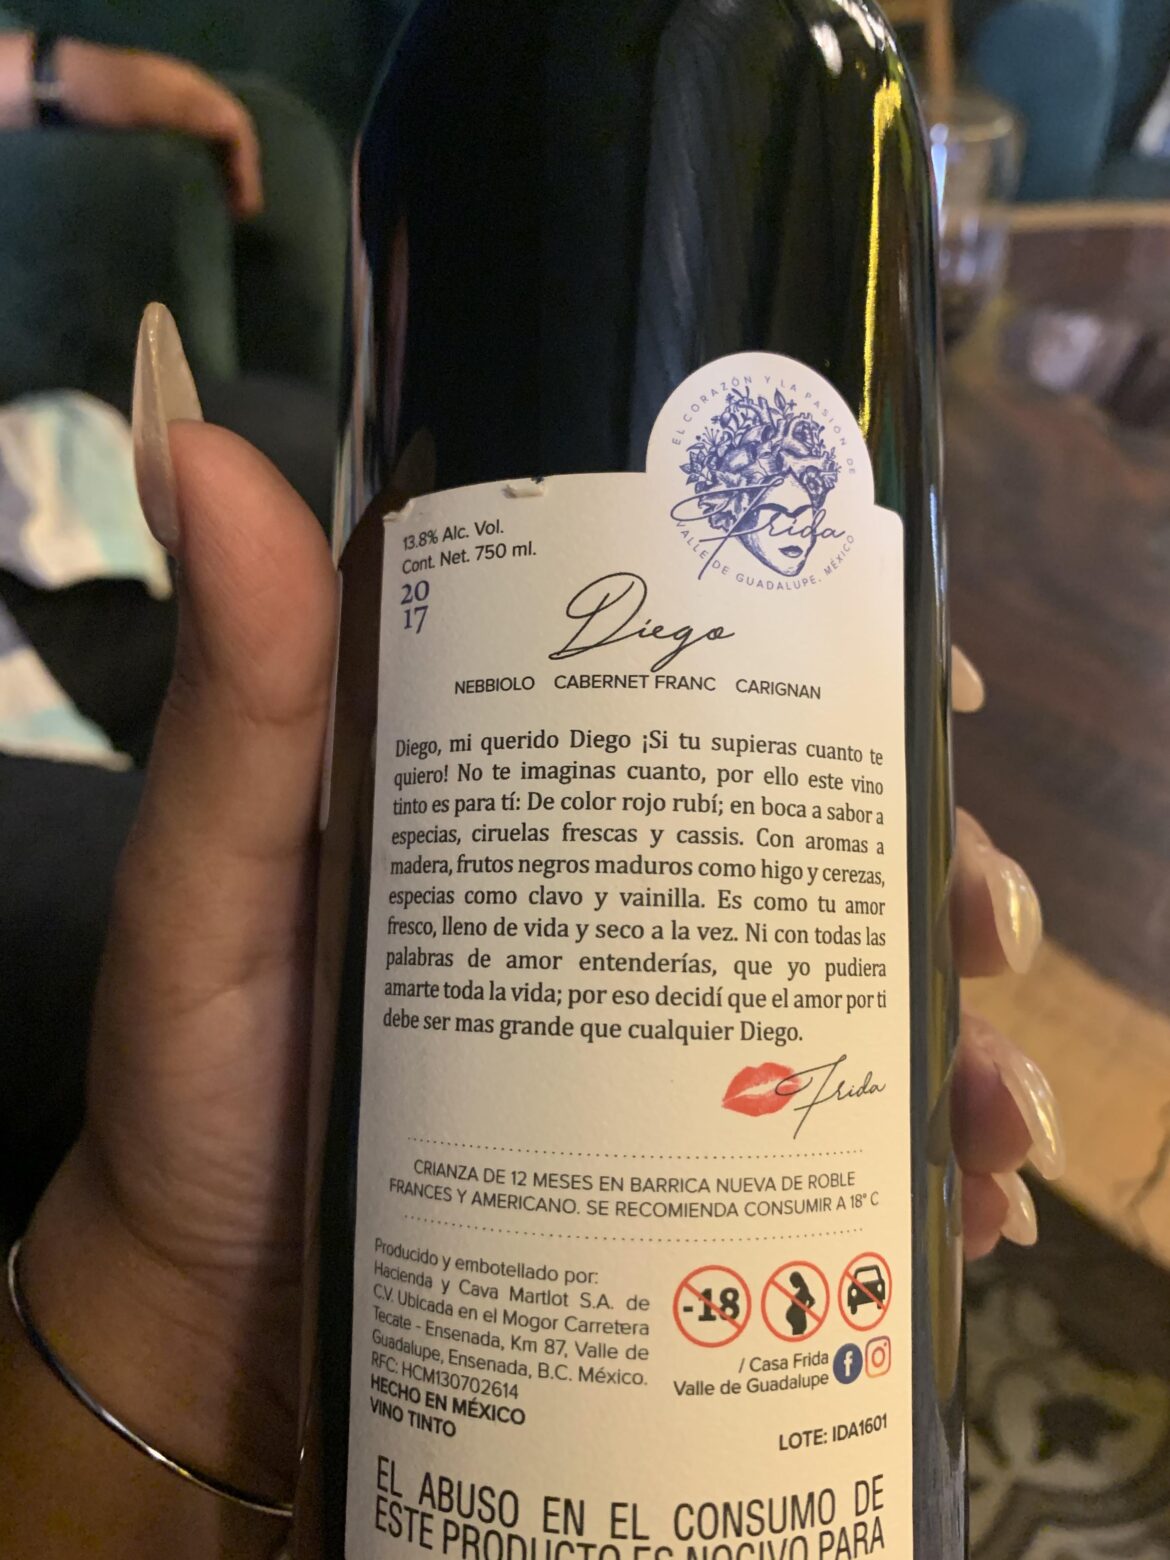 EL CORAZÓN Y LA PASIÓN DE
Frida
VALLE DE GUADALUPE, MÉXICO
13.8% Alc. Vol.
Cont. Net. 750 ml.
20
17
Diego
NEBBIOLO CABERNET FRANC CARIGNAN
Diego, mi querido Diego ¡Si tu supieras cuanto te
quiero! No te imaginas cuanto, por ello este vino
tinto es para tí: De color rojo rubí; en boca a sabor a
especias, ciruelas frescas y cassis. Con aromas a
madera, frutos negros maduros como higo y cerezas,
especias como clavo y vainilla. Es como tu amor
fresco, lleno de vida y seco a la vez. Ni con todas las
palabras de amor entenderías, que yo pudiera
amarte toda la vida; por eso decidí que el amor por ti
debe ser mas grande que cualquier Diego.
Frida
CRIANZA DE 12 MESES EN BARRICA NUEVA DE ROBLE
FRANCES Y AMERICANO. SE RECOMIENDA CONSUMIR A 18° C
Producido y embotellado por:
Hacienda y Cava Martlot S.A. de
C.V. Ubicada en el Mogor Carretera
Tecate - Ensenada, Km 87, Valle de
Guadalupe, Ensenada, B.C. México.
RFC: HCM130702614
HECHO EN MÉXICO
VINO TINTO
-18
/ Casa Frida
Valle de Guadalupe
LOTE: IDA1601
EL ABUSO EN EL CONSUMO DE
ESTE PRODUCTO ES NOCIVO PARA